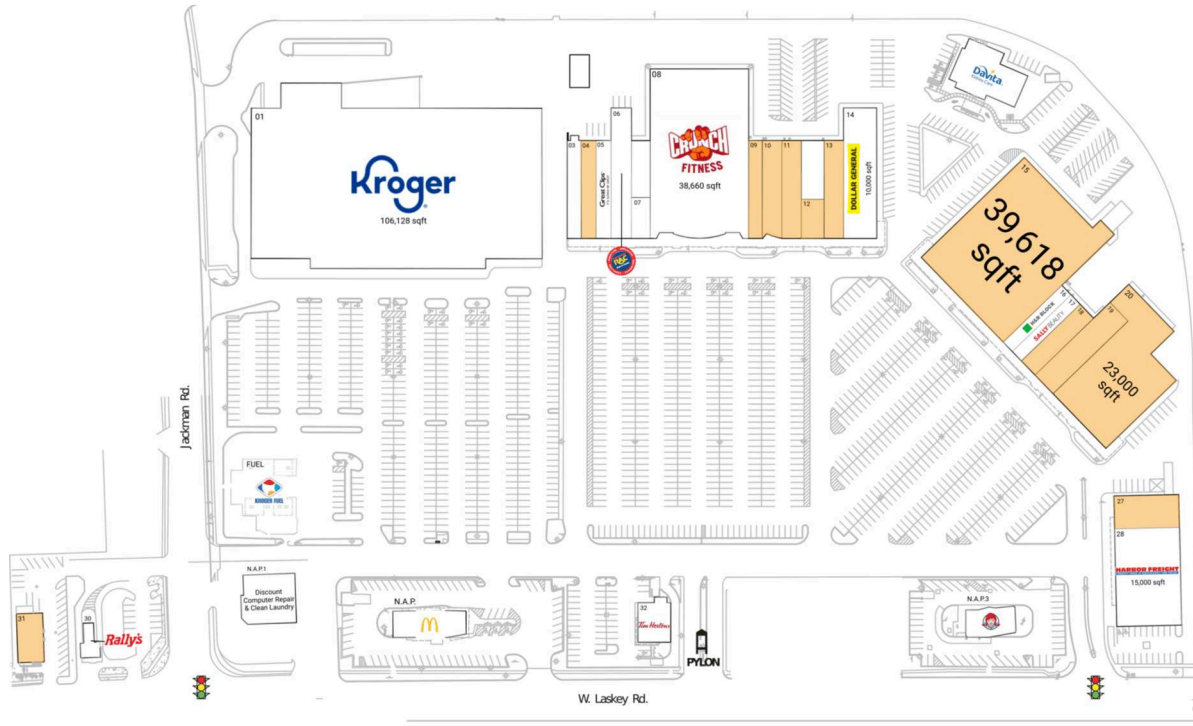 01
Kroger
106,128 sqft
03
04
05
Great Clips
06
07
RAC
08
CRUNCH
FITNESS
38,660 sqft
09
10
11
12
13
14
DOLLAR GENERAL
10,000 sqft
DaVita
15
39,618
sqft
H&R BLOCK
17
SALLY BEAUTY
18
19
20
23,000
sqft
Jackman Rd.
FUEL
KROGER FUEL
27
28
HARBOR FREIGHT
15,000 sqft
31
30
Rally's
N.A.P.1
Discount
Computer Repair
& Clean Laundry
N.A.P.
32
Tim Hortons
PYLON
N.A.P.3
W. Laskey Rd.